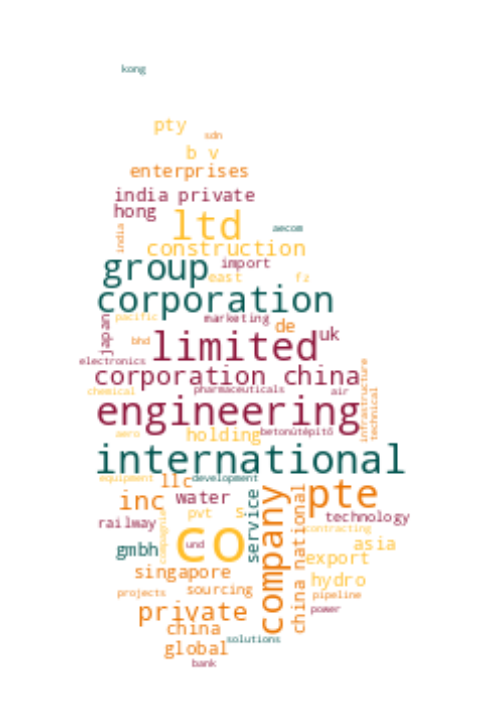 kong
pty
sdn
b v
enterprises
india private
hong
ltd
aecom
india
construction
group
import
east
fz
corporation
pacific
marketing
de
japan
uk
bhd
limited
electronics
corporation china
air
infrastructure
chemical
pharmaceuticals
technical
engineering
aero
holding
betonútépítő
international
equipment
llc
development
inc
water
pte
pvt
s.
service
company
china national
technology
railway
compagnie
co
und
contracting
gmbh
asia
export
singapore
hydro
projects
sourcing
pipeline
private
power
china
solutions
global
bank